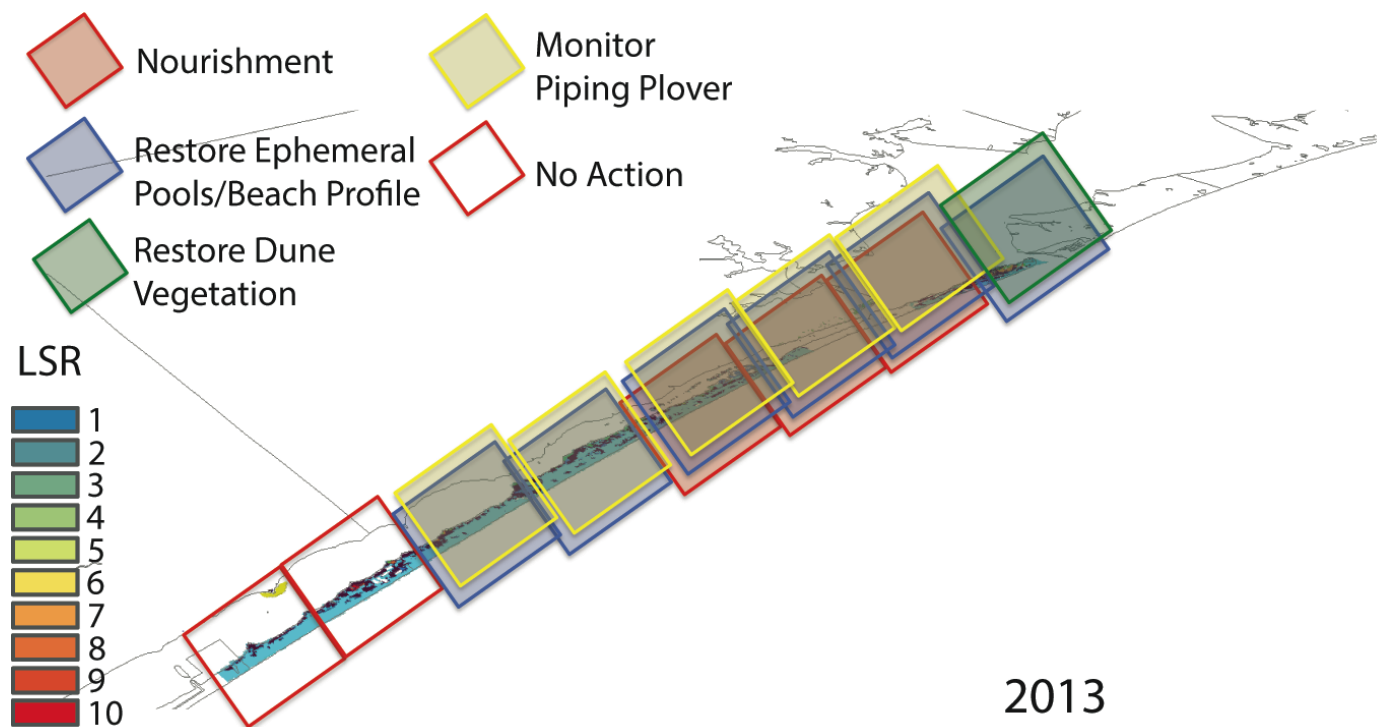 Nourishment
Monitor
Piping Plover
Restore Ephemeral
Pools/Beach Profile
No Action
Restore Dune
Vegetation
LSR
1
2
3
4
5
6
7
8
9
10
2013